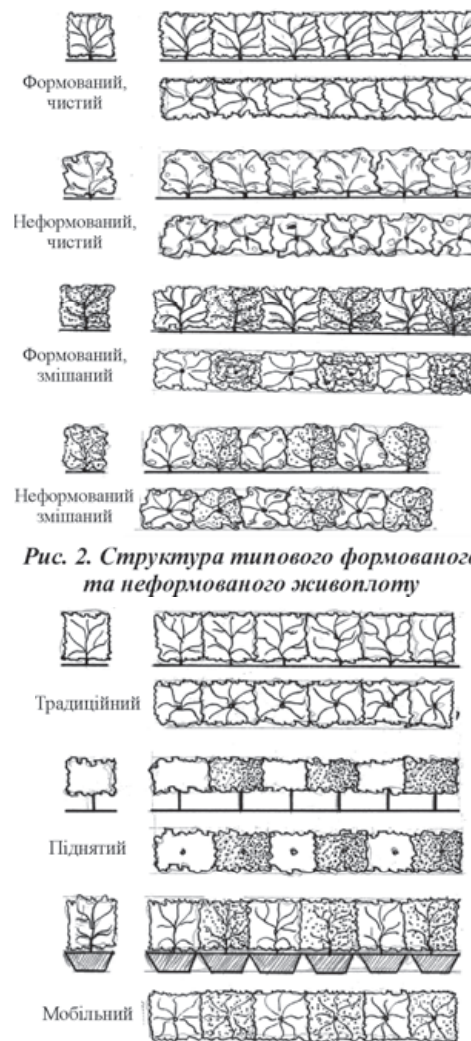 Формований,
чистий
Неформований,
чистий
Формований,
змішаний
Неформований
змішаний
Рис. 2. Структура типового формованого
та неформованого живоплоту
Традиційний
Піднятий
Мобільний